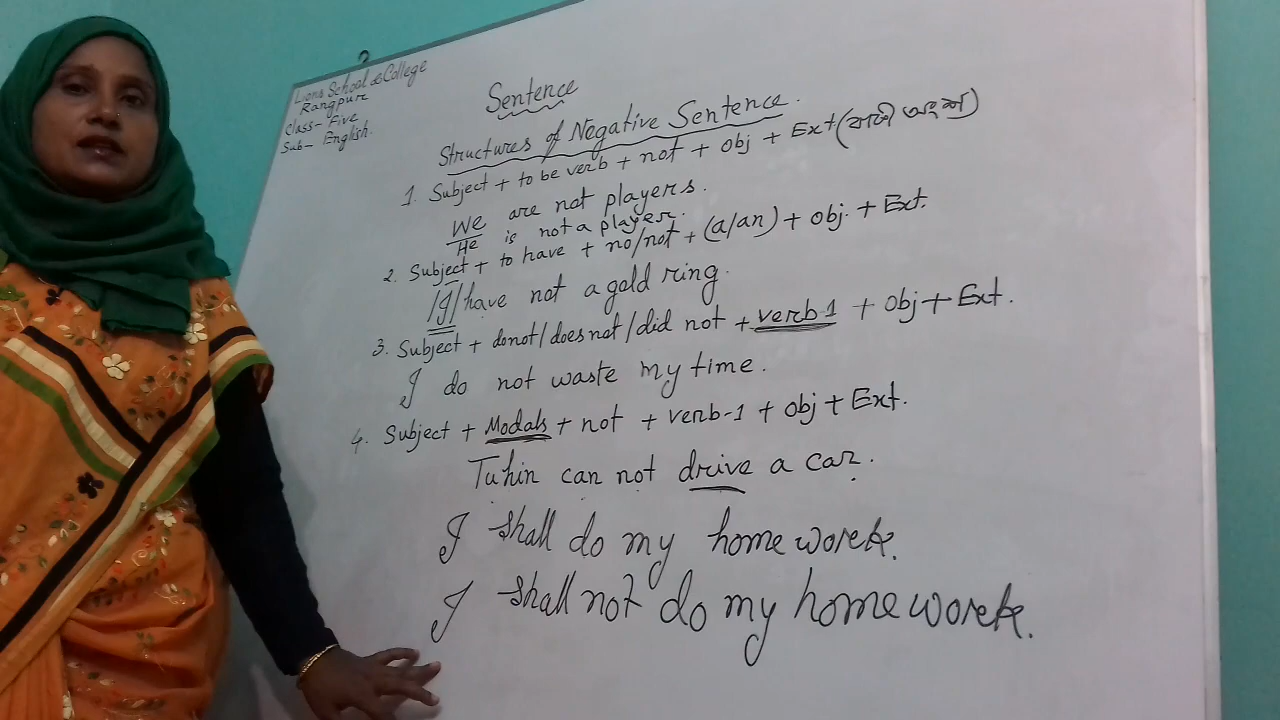 Lions School & College
Rangpur
Class- Five
Sub- English.
Sentence
Structures of Negative Sentence.
1. Subject + to be verb + not + obj + Ext (বাকী অংশ)
We are not players.
He is not a player.
2. Subject + to have + no/not + (a/an) + obj. + Ext.
I have not a gold ring.
3. Subject + donot/does not/did not + verb 1 + Obj + Ext.
I do not waste my time.
4. Subject + Modals + not + verb-1 + obj + Ext.
Tuhin can not drive a car.
I shall do my home work.
I shall not do my home work.